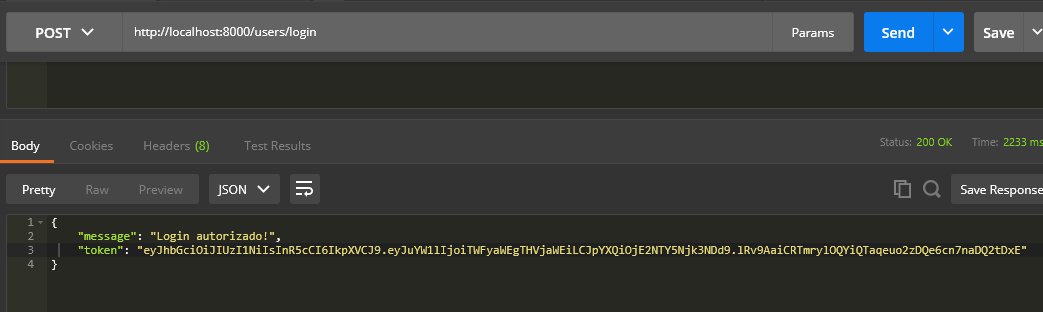 POST http://localhost:8000/users/login Params Send Save
Body Cookies Headers (8) Test Results Status: 200 OK Time: 2233 ms
Pretty Raw Preview JSON Save Response
1 {
2 "message": "Login autorizado!",
3 "token": "eyJhbGciOiJIUzI1NiIsInR5cCI6IkpXVCJ9.eyJuYW1lIjoiTWFyaWEgTHVjaWEiLCJpYXQiOjE2NTY5Njk3NDd9.lRv9AaiCRTmrylOQYiQTaqeuo2zDQe6cn7naDQ2tDxE"
4 }